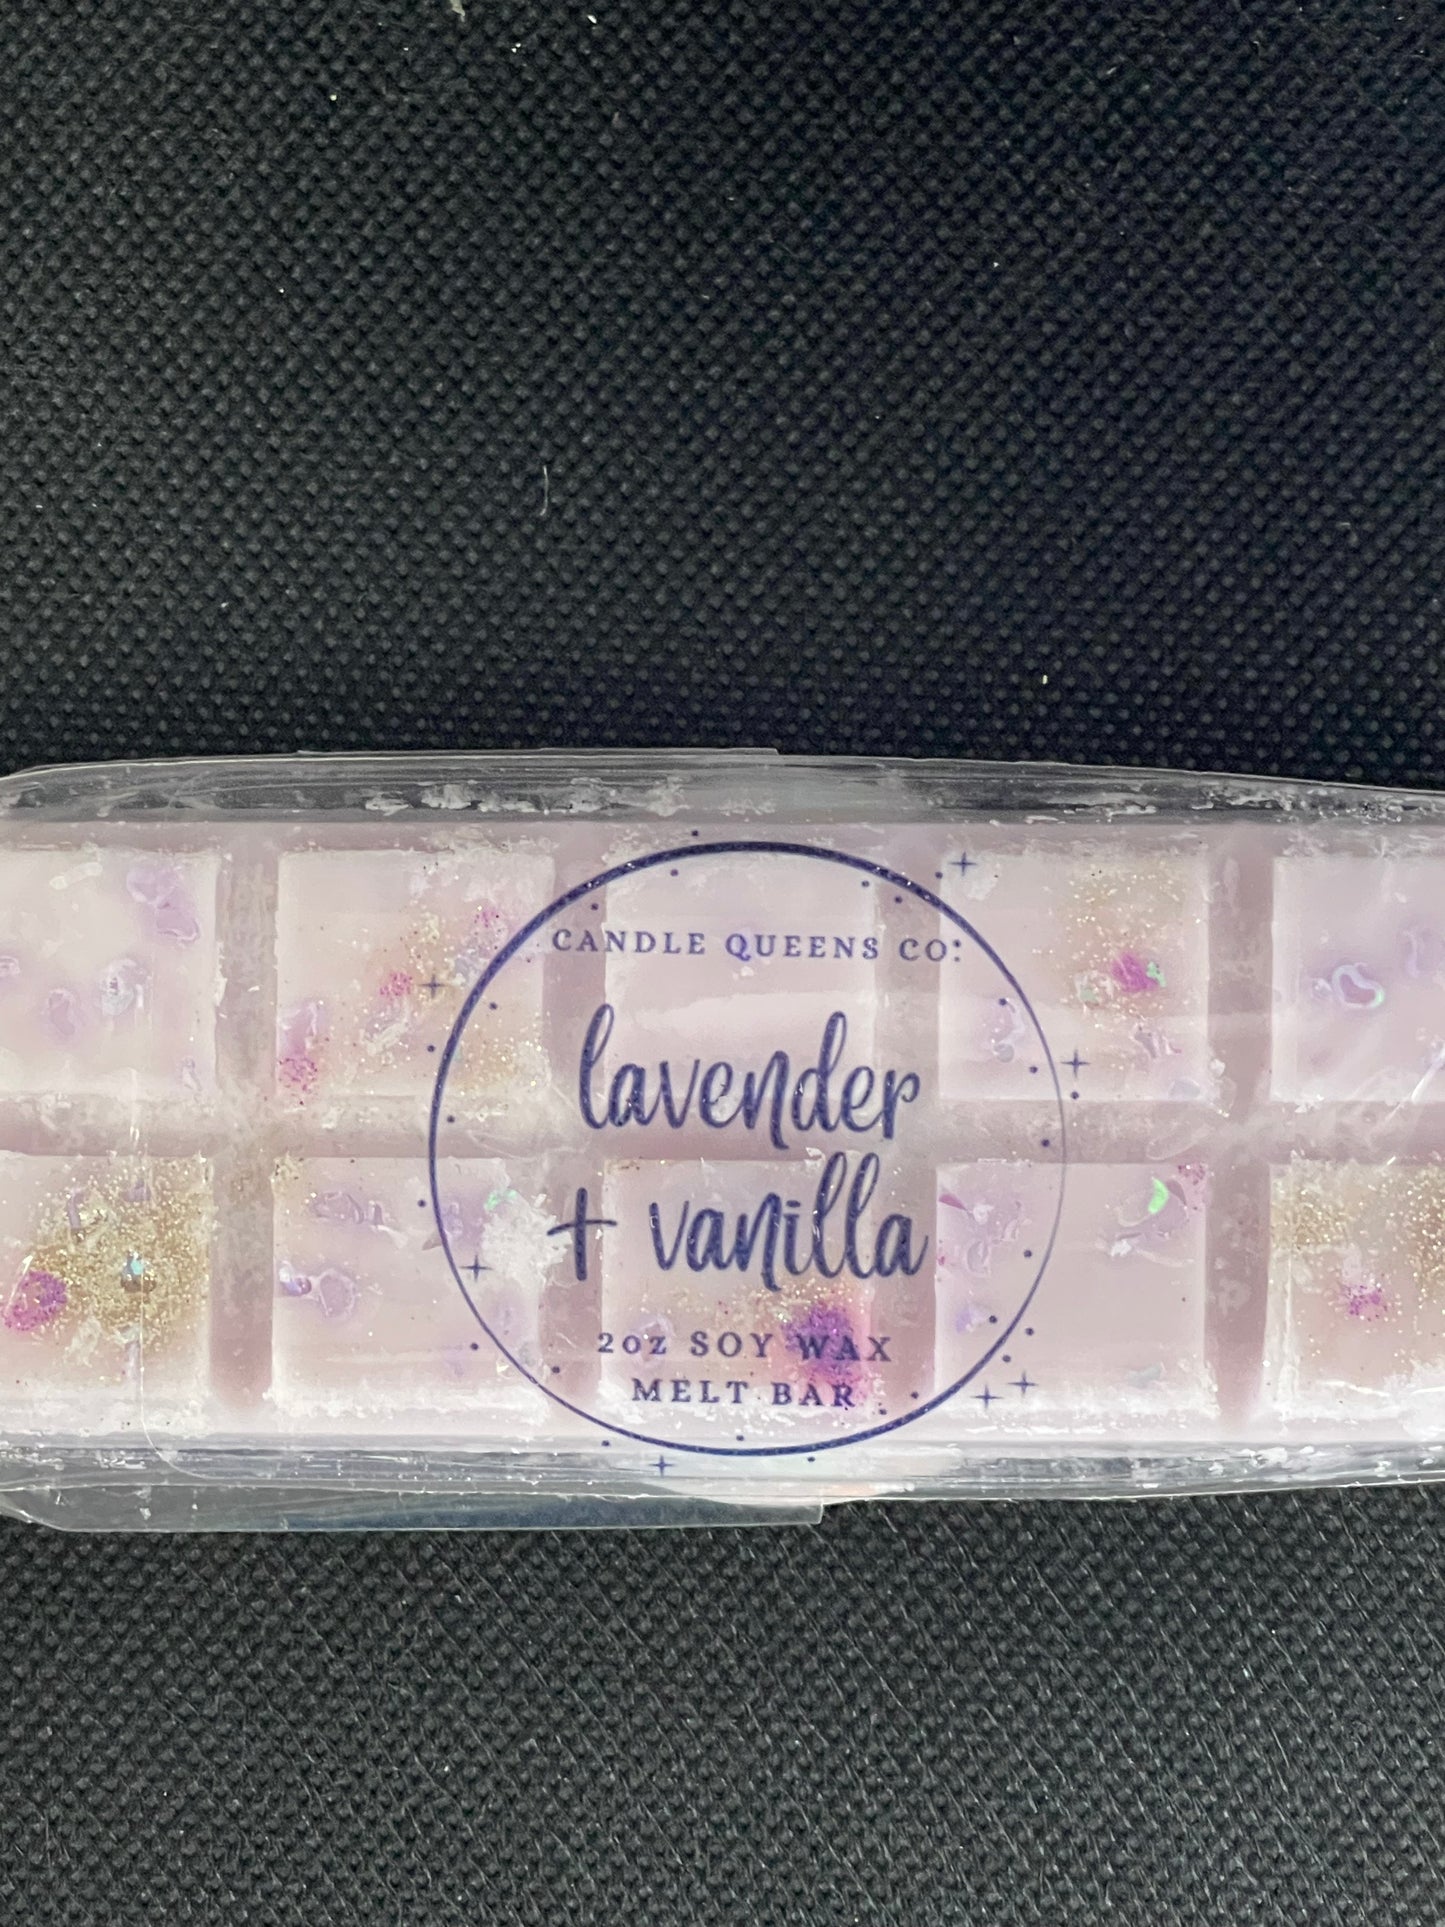 CANDLE QUEENS CO:
lavender
+ vanilla
2oz SOY WAX
MELT BAR